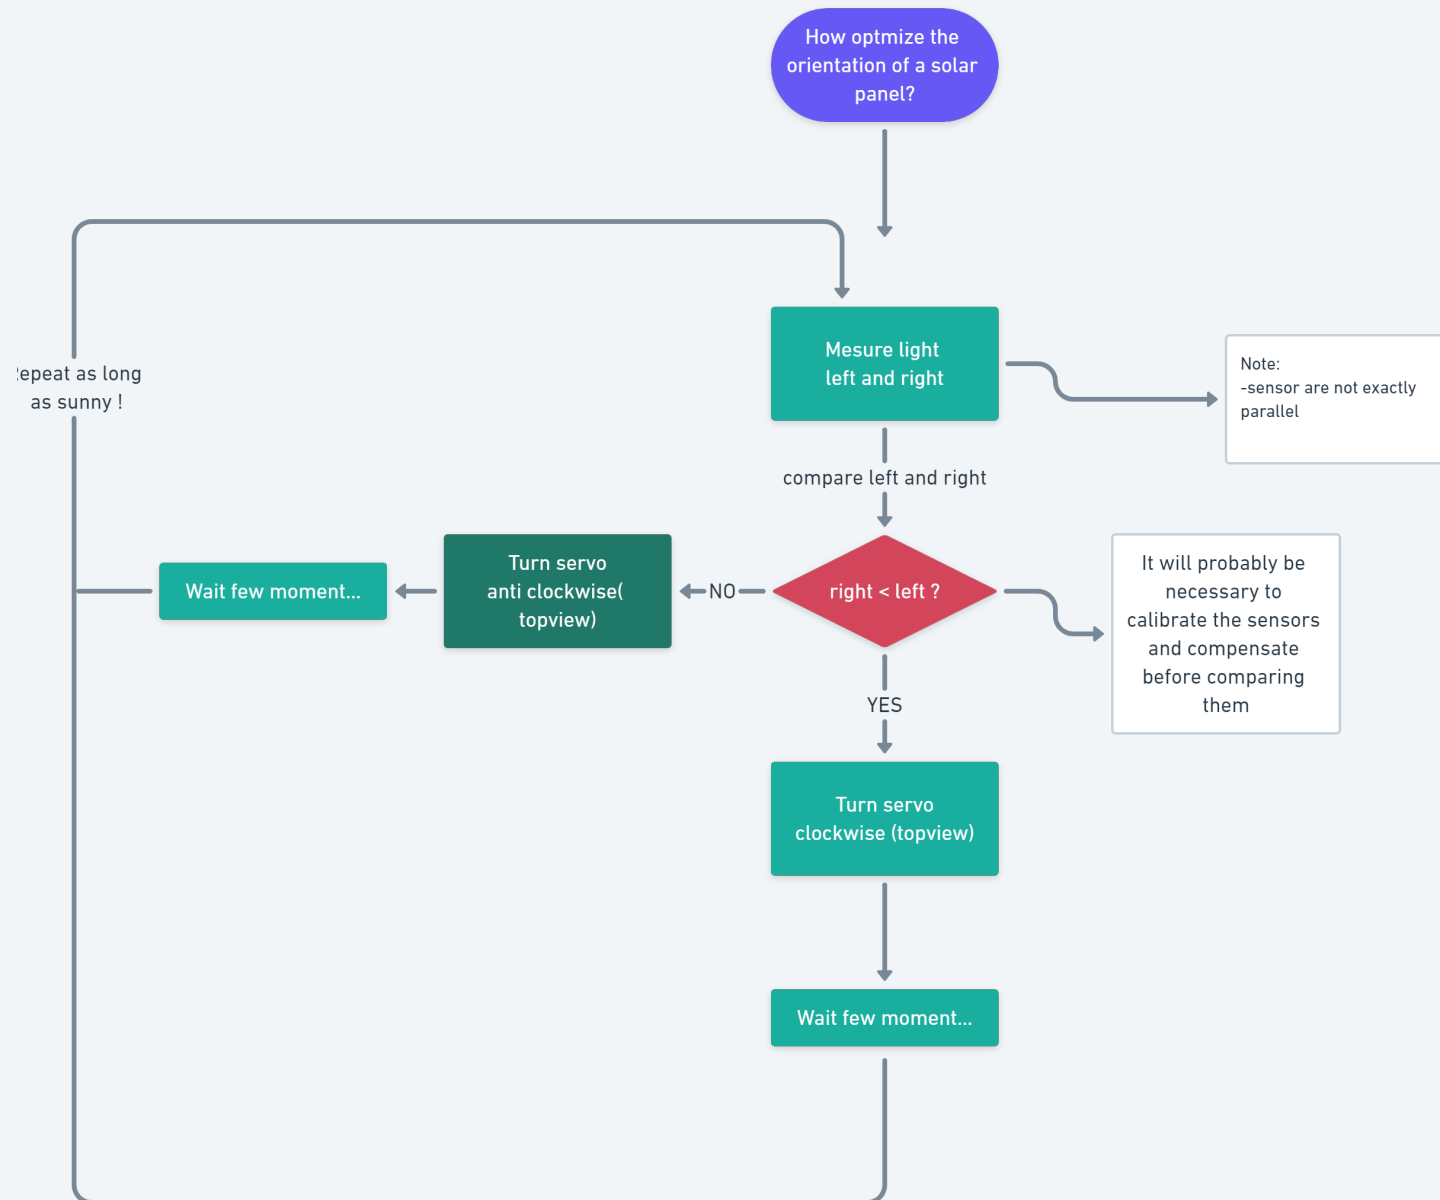 How optmize the
orientation of a solar
panel?
Mesure light
left and right
Note:
-sensor are not exactly
parallel
as long
as sunny !
compare left and right
Wait few moment...
Turn servo
anti clockwise(
topview)
NO
right < left ?
It will probably be
necessary to
calibrate the sensors
and compensate
before comparing
them
YES
Turn servo
clockwise (topview)
Wait few moment...